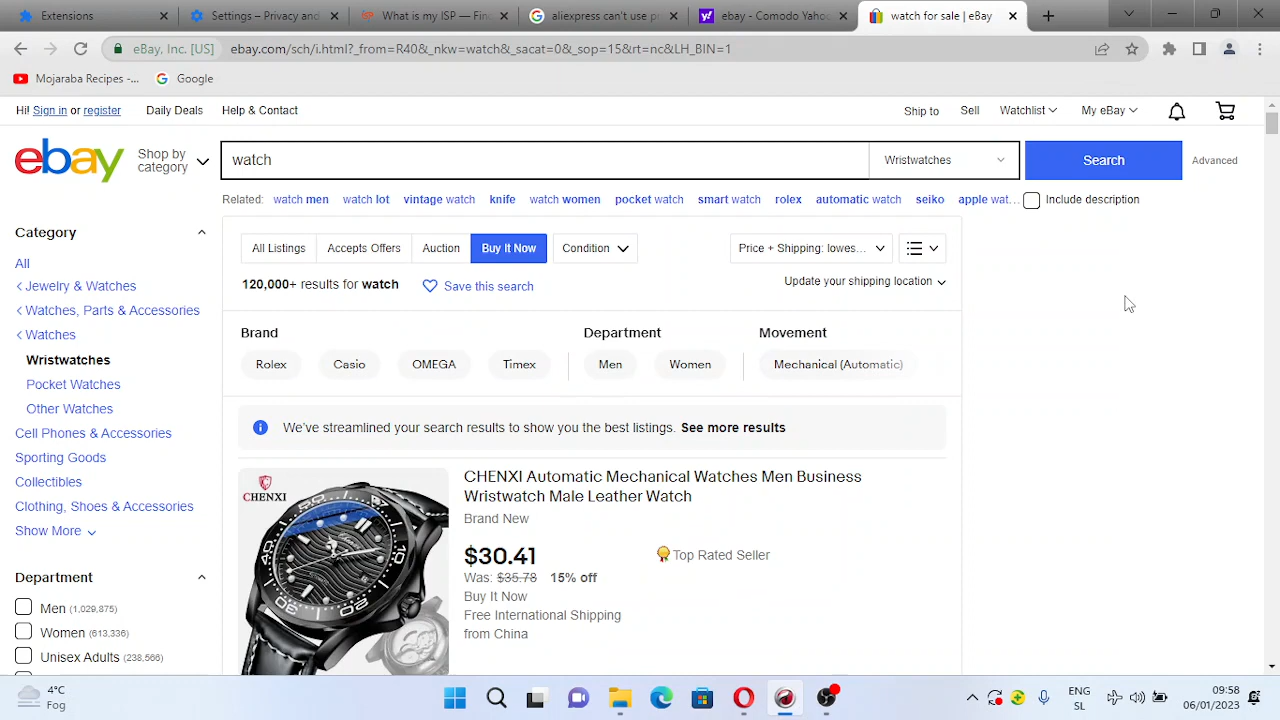 Extensions
Settings – Privacy and
What is my ISP — Fin
aliexpress can't use p
ebay - Comodo Yaho
watch for sale | eBay
eBay, Inc. [US]
ebay.com/sch/i.html?_from=R40&_nkw=watch&_sacat=0&_sop=15&rt=nc&LH_BIN=1
Mojaraba Recipes -...
Google
Hi! Sign in or register
Daily Deals
Help & Contact
Ship to
Sell
Watchlist
My eBay
ebay
Shop by
category
watch
Wristwatches
Search
Advanced
Related: watch men watch lot vintage watch knife watch women pocket watch smart watch rolex automatic watch seiko apple wat...
Include description
Category
All
Jewelry & Watches
Watches, Parts & Accessories
Watches
Wristwatches
Pocket Watches
Other Watches
Cell Phones & Accessories
Sporting Goods
Collectibles
Clothing, Shoes & Accessories
Show More
Department
Men (1,029,875)
Women (613,336)
Unisex Adults (238,566)
All Listings
Accepts Offers
Auction
Buy It Now
Condition
Price + Shipping: lowes...
120,000+ results for watch
Save this search
Update your shipping location
Brand
Department
Movement
Rolex
Casio
OMEGA
Timex
Men
Women
Mechanical (Automatic)
We've streamlined your search results to show you the best listings. See more results
CHENXI
CHENXI Automatic Mechanical Watches Men Business
Wristwatch Male Leather Watch
Brand New
$30.41
Top Rated Seller
Was: $35.78 15% off
Buy It Now
Free International Shipping
from China
4°C
Fog
ENG
SL
09:58
06/01/2023